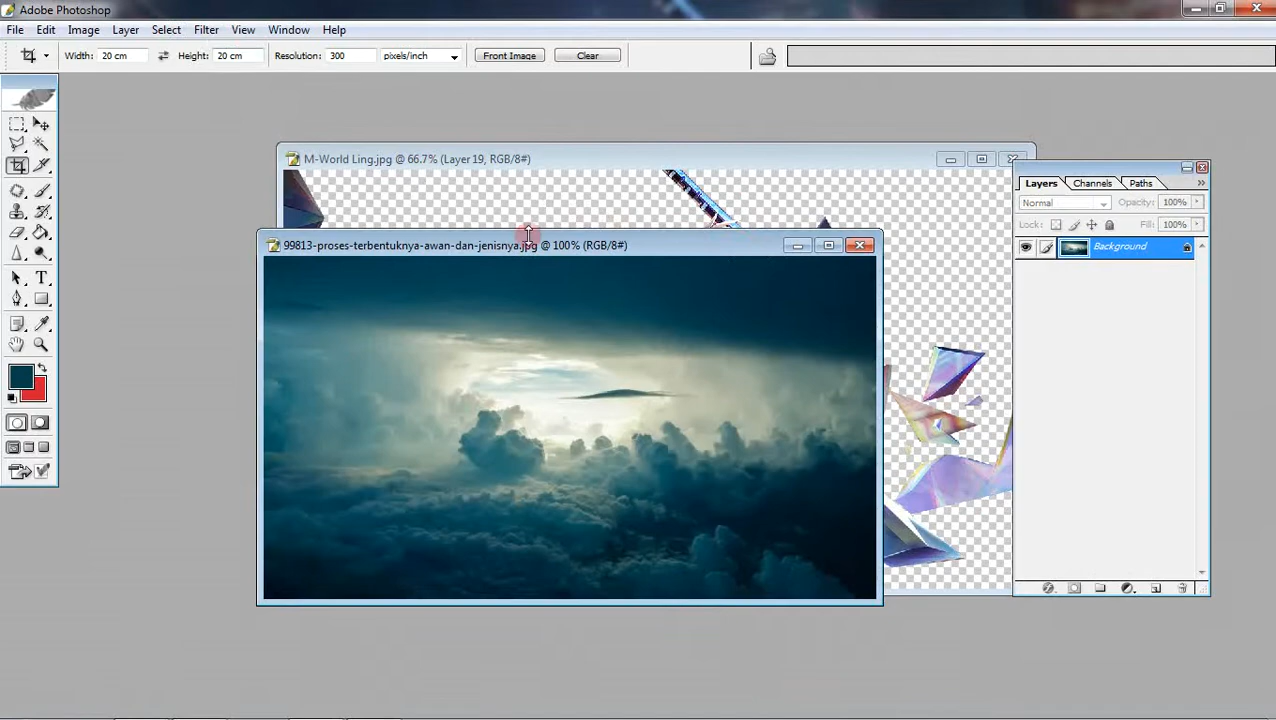 Adobe Photoshop
File Edit Image Layer Select Filter View Window Help
Width: 20 cm Height: 20 cm Resolution: 300 pixels/inch Front Image Clear
M-World Ling.jpg @ 66.7% (Layer 19, RGB/8#)
Layers Channels Paths
Normal Opacity: 100%
Lock: Fill: 100%
99813-proses-terbentuknya-awan-dan-jenisnya.jpg @ 100% (RGB/8#)
Background